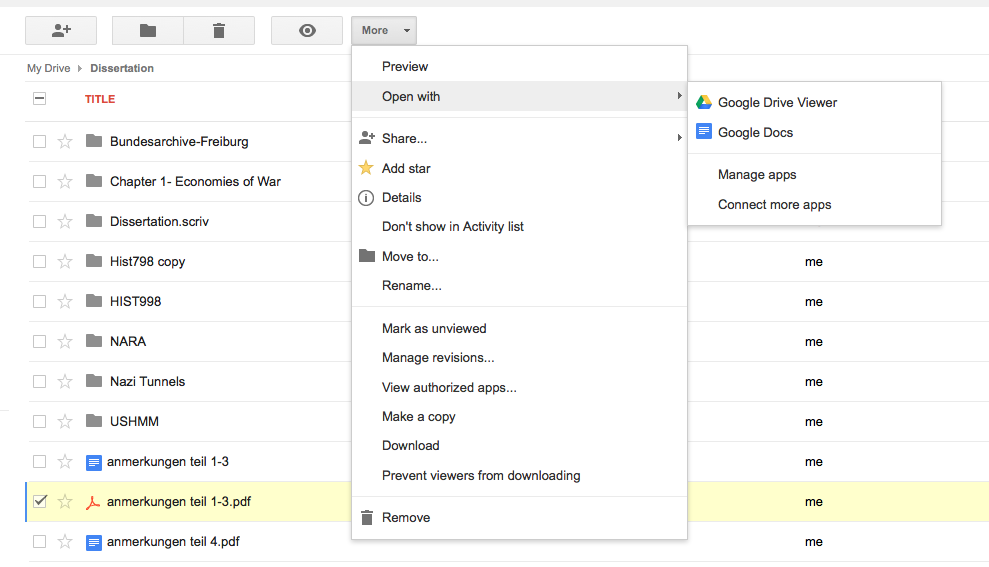 More
My Drive Dissertation
TITLE
Preview
Open with
Google Drive Viewer
Google Docs
Manage apps
Connect more apps
Share...
Add star
Details
Don't show in Activity list
Move to...
Rename...
Mark as unviewed
Manage revisions...
View authorized apps...
Make a copy
Download
Prevent viewers from downloading
Remove
Bundesarchive-Freiburg
Chapter 1- Economies of War
Dissertation.scriv
Hist798 copy me
HIST998 me
NARA me
Nazi Tunnels me
USHMM me
anmerkungen teil 1-3 me
anmerkungen teil 1-3.pdf me
anmerkungen teil 4.pdf me